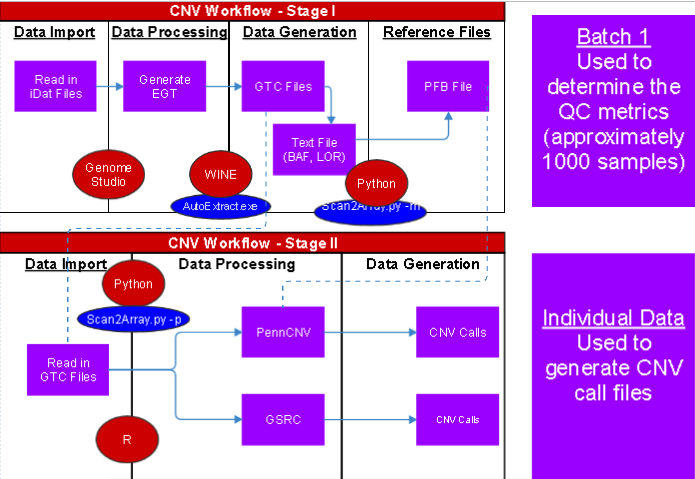 CNV Workflow - Stage I
Data Import
Data Processing
Data Generation
Reference Files
Read in
iDat Files
Generate
EGT
GTC Files
PFB File
Text File
(BAF, LOR)
Genome
Studio
WINE
AutoExtract.exe
Python
Scan2Array.py -m
Batch 1
Used to
determine the
QC metrics
(approximately
1000 samples)
CNV Workflow - Stage II
Data Import
Data Processing
Data Generation
Python
Scan2Array.py -p
Read in
GTC Files
PennCNV
CNV Calls
GSRC
CNV Calls
R
Individual Data
Used to
generate CNV
call files